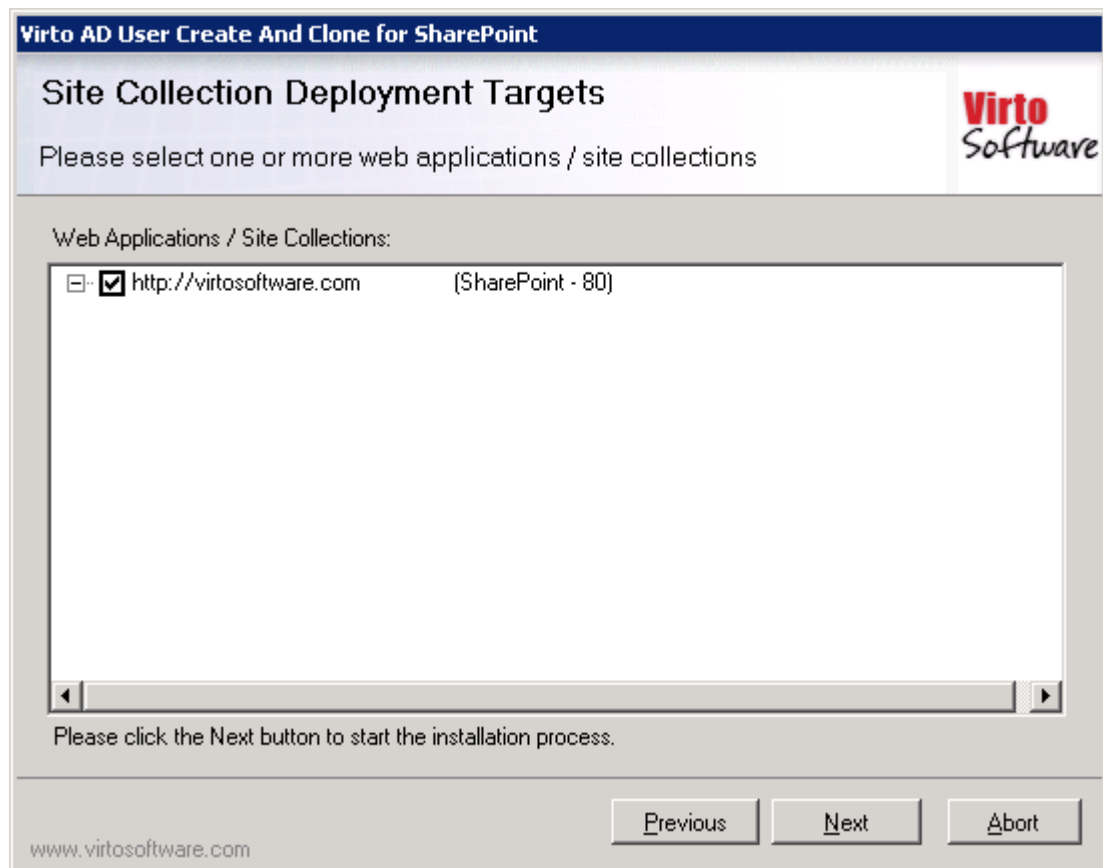 Virto AD User Create And Clone for SharePoint
Site Collection Deployment Targets
Please select one or more web applications / site collections
Virto
Software
Web Applications / Site Collections:
http://virtosoftware.com (SharePoint - 80)
Please click the Next button to start the installation process.
Previous Next Abort
www.virtosoftware.com